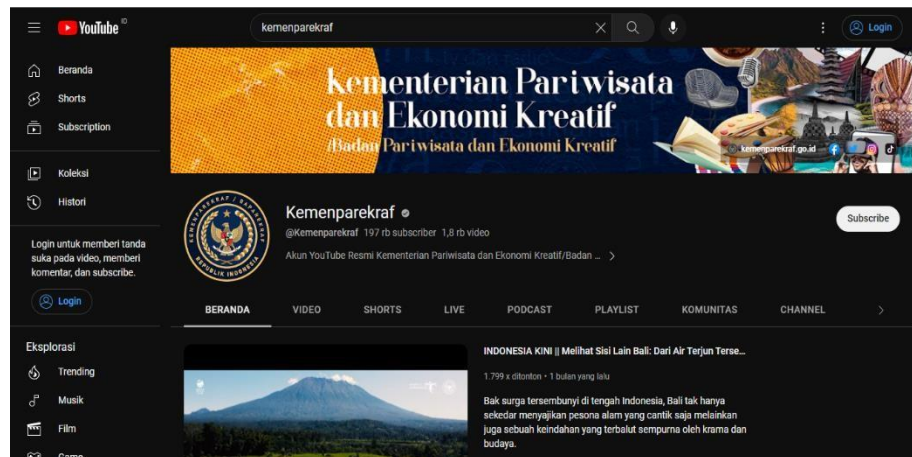 YouTube ID
kemenparekraf
Login
Beranda
Shorts
Subscription
Koleksi
Histori
Login untuk memberi tanda
suka pada video, memberi
komentar, dan subscribe.
Login
Eksplorasi
Trending
Musik
Film
Game
Kementerian Pariwisata
dan Ekonomi Kreatif
/Badan Pariwisata dan Ekonomi Kreatif
kemenparekraf.go.id
KEMENPAREKRAF / BAPAREKRAF
REPUBLIK INDONESIA
Kemenparekraf
@Kemenparekraf 197 rb subscriber 1,8 rb video
Akun YouTube Resmi Kementerian Pariwisata dan Ekonomi Kreatif/Badan ...
Subscribe
BERANDA VIDEO SHORTS LIVE PODCAST PLAYLIST KOMUNITAS CHANNEL
INDONESIA KINI || Melihat Sisi Lain Bali: Dari Air Terjun Terse...
1.799 x ditonton • 1 bulan yang lalu
Bak surga tersembunyi di tengah Indonesia, Bali tak hanya
sekedar menyajikan pesona alam yang cantik saja melainkan
juga sebuah keindahan yang terbalut sempurna oleh krama dan
budaya.